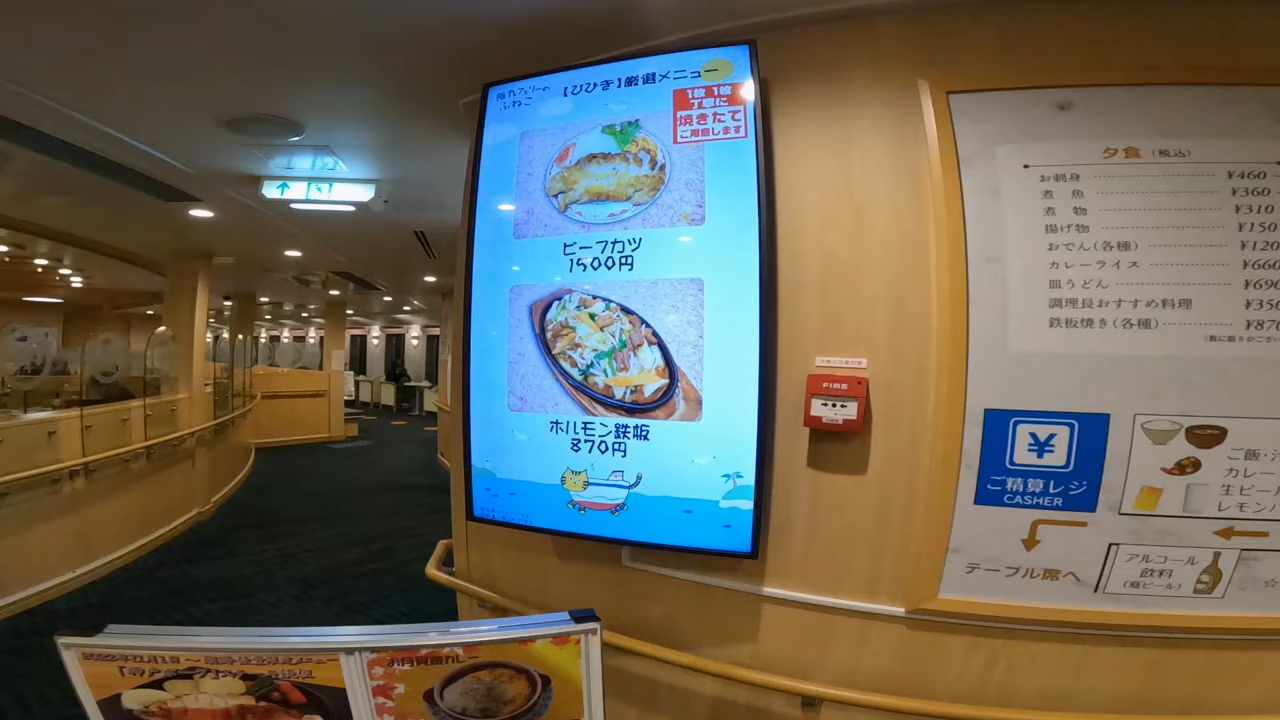 阪九フェリーの
ふねこ
【ひびき】厳選メニュー
1枚 1枚
丁寧に
焼きたて
ご用意します
ビーフカツ
1500円
ホルモン鉄板
870円
FIRE
夕食(税込)
お刺身 ¥460
煮 魚 ¥360
煮 物 ¥310
揚げ物 ¥150
おでん(各種) ¥120
カレーライス ¥660
皿うどん ¥690
調理長おすすめ料理 ¥350
鉄板焼き(各種) ¥870
¥
ご精算レジ
CASHER
テーブル席へ
ご飯・汁
カレー
生ビール
レモン
アルコール
飲料
(瓶ビール)
お月見風カレー